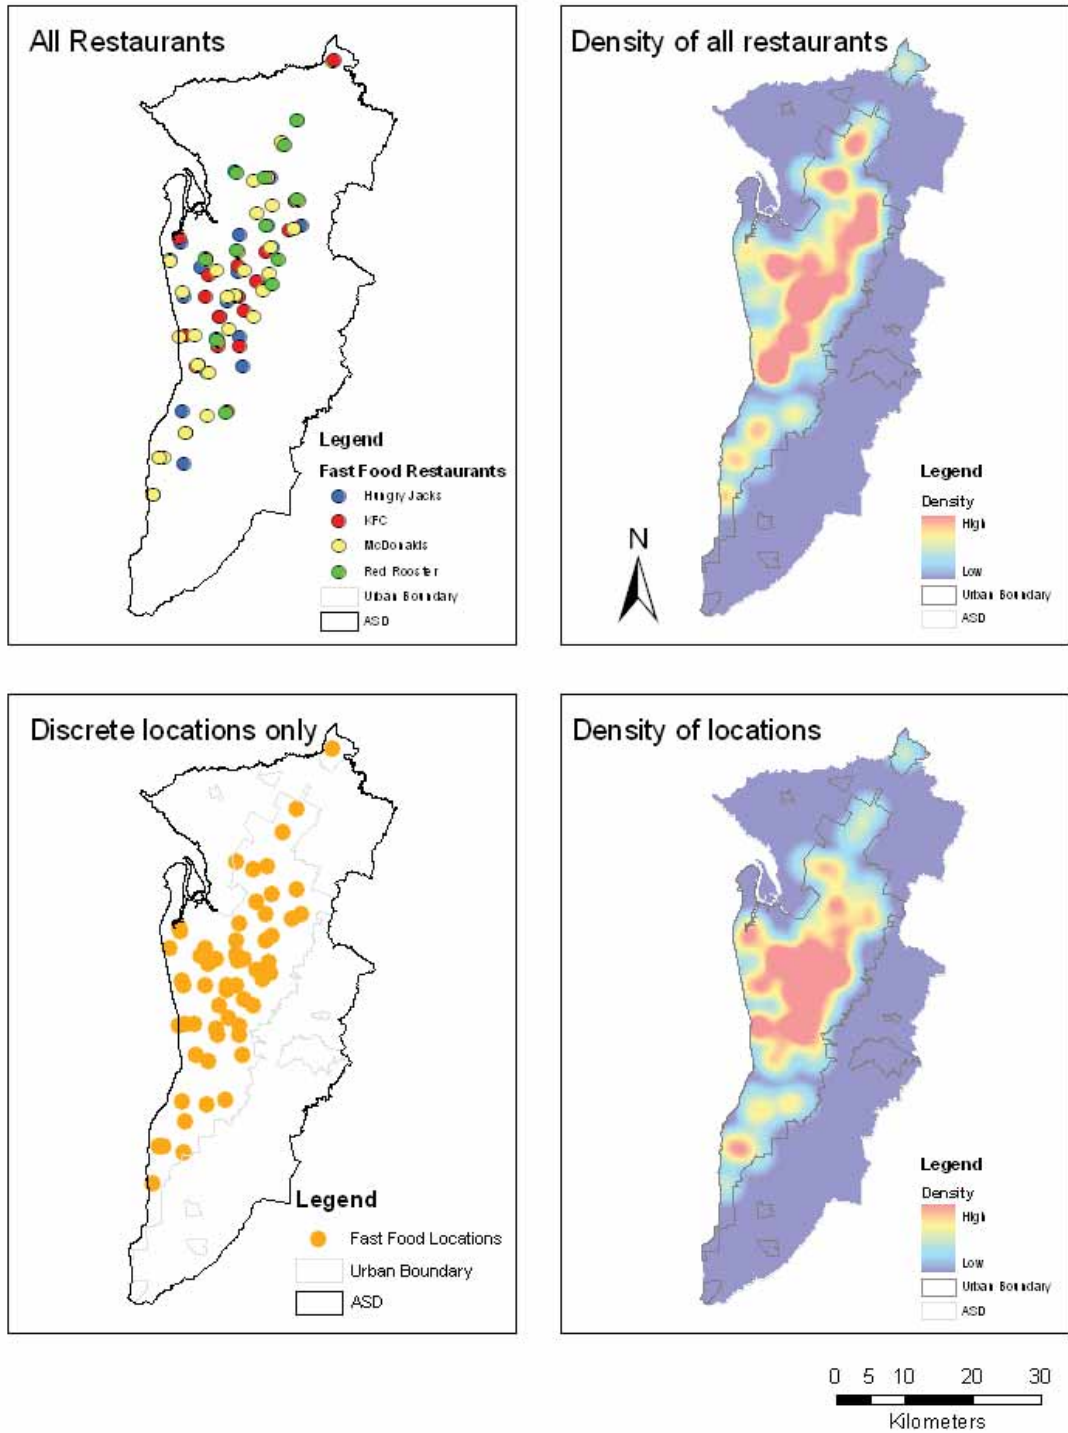 All Restaurants
Legend
Fast Food Restaurants
Hungry Jacks
KFC
McDonalds
Red Rooster
Urban Boundary
ASD
Density of all restaurants
N
Legend
Density
High
Low
Urban Boundary
ASD
Discrete locations only
Legend
Fast Food Locations
Urban Boundary
ASD
Density of locations
Legend
Density
High
Low
Urban Boundary
ASD
0 5 10 20 30
Kilometers